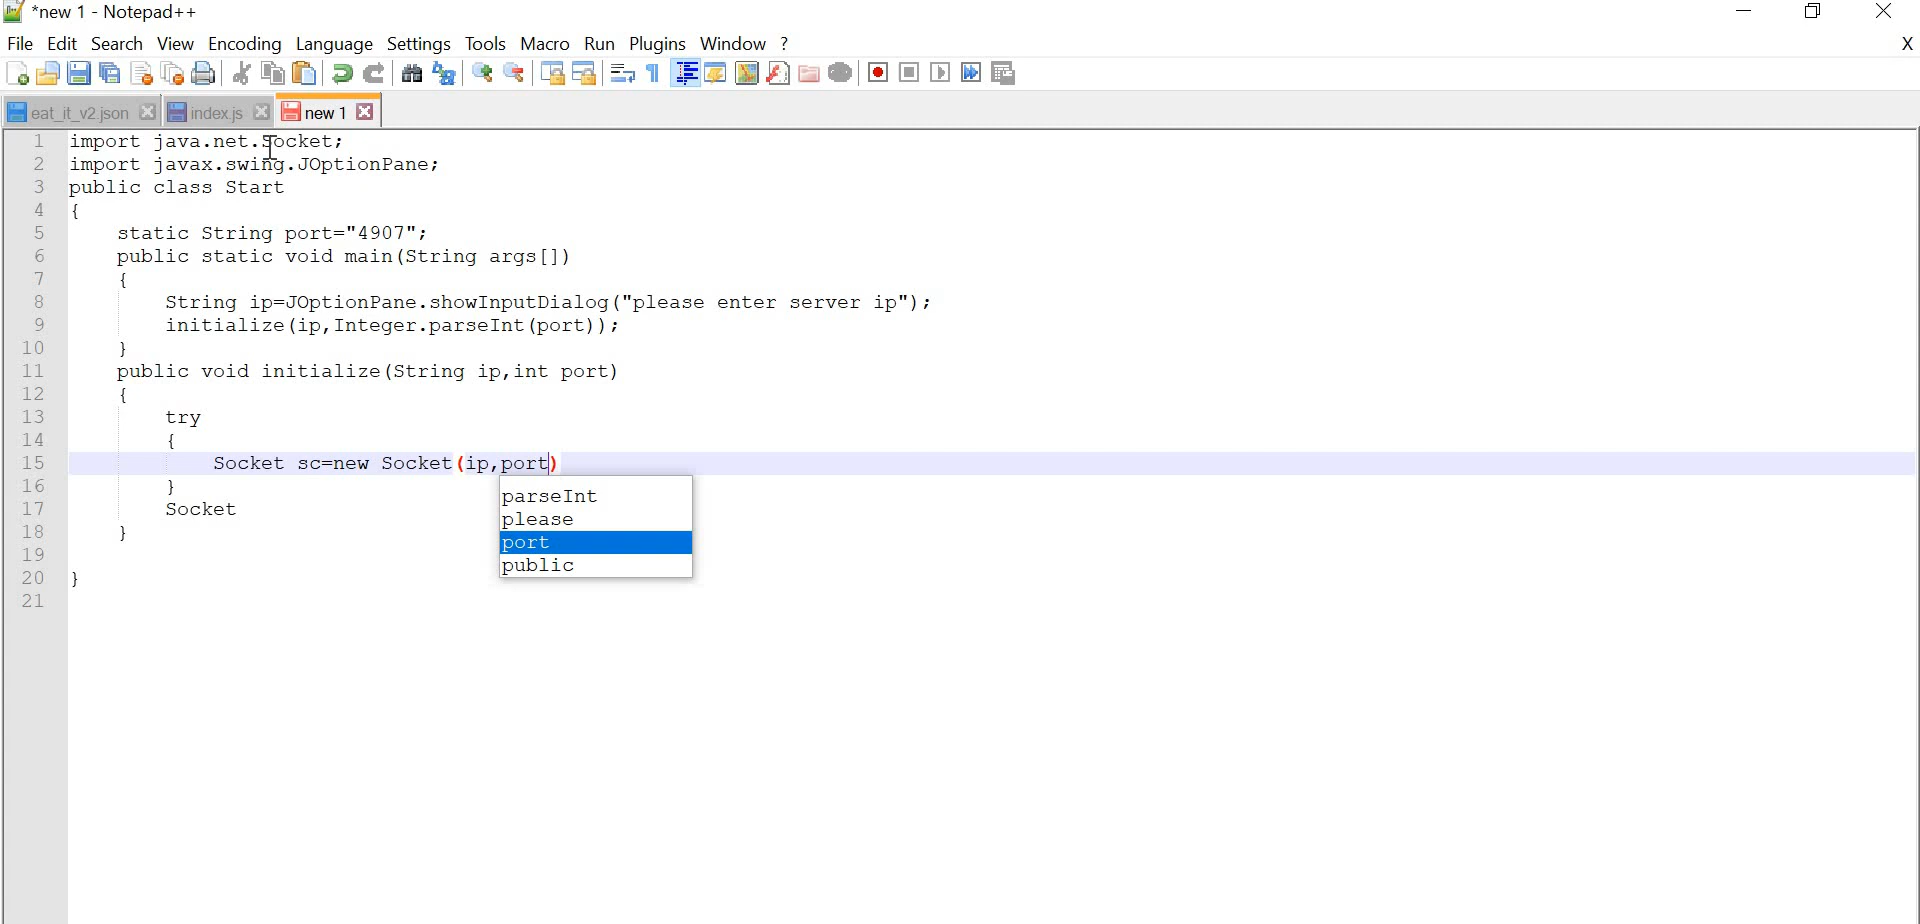 *new 1 - Notepad++
File Edit Search View Encoding Language Settings Tools Macro Run Plugins Window ? X
eat_it_v2.json index.js new 1
1 import java.net.Socket;
2 import javax.swing.JOptionPane;
3 public class Start
4 {
5 static String port="4907";
6 public static void main(String args[])
7 {
8 String ip=JOptionPane.showInputDialog("please enter server ip");
9 initialize(ip,Integer.parseInt(port));
10 }
11 public void initialize(String ip,int port)
12 {
13 try
14 {
15 Socket sc=new Socket(ip,port)
16 }
17 Socket
18 }
19
20 }
21
parseInt
please
port
public